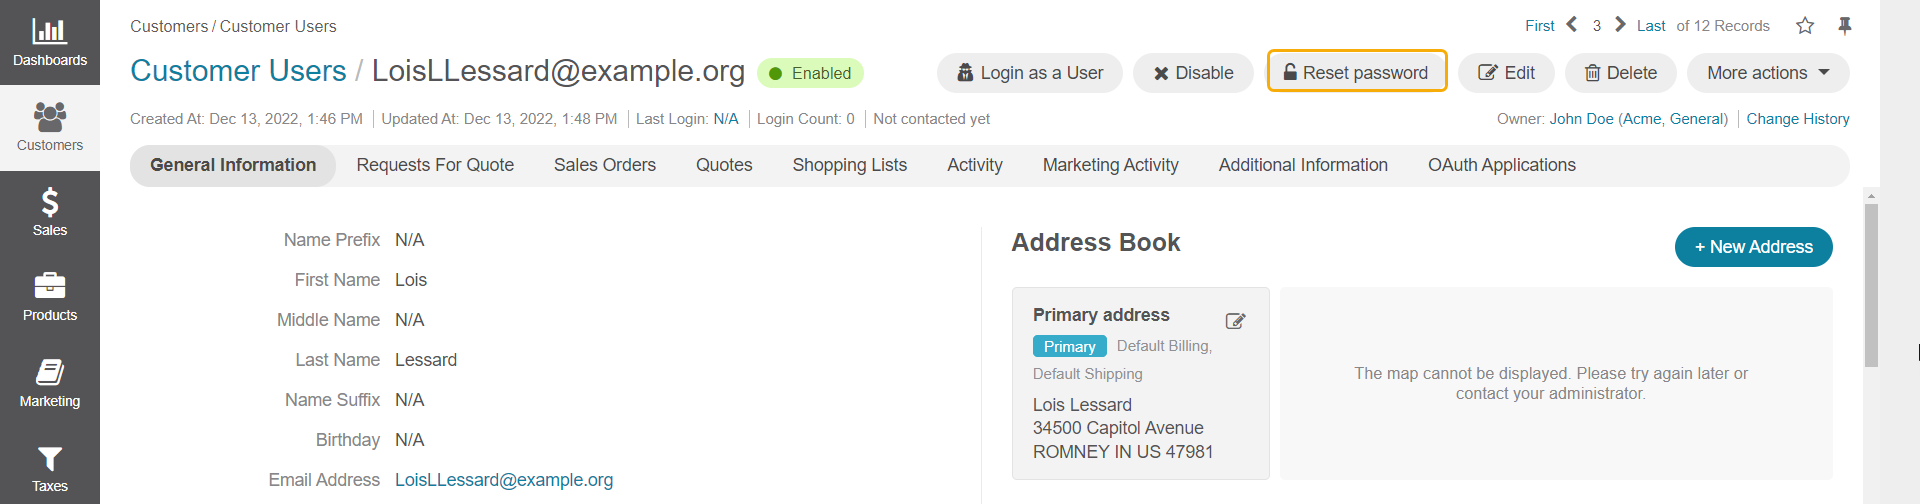 Dashboards
Customers
Sales
Products
Marketing
Taxes
Customers / Customer Users
First 3 Last of 12 Records
Customer Users / LoisLLessard@example.org Enabled
Login as a User Disable Reset password Edit Delete More actions
Created At: Dec 13, 2022, 1:46 PM Updated At: Dec 13, 2022, 1:48 PM Last Login: N/A Login Count: 0 Not contacted yet
Owner: John Doe (Acme, General) Change History
General Information Requests For Quote Sales Orders Quotes Shopping Lists Activity Marketing Activity Additional Information OAuth Applications
Name Prefix N/A
First Name Lois
Middle Name N/A
Last Name Lessard
Name Suffix N/A
Birthday N/A
Email Address LoisLLessard@example.org
Address Book
+ New Address
Primary address
Primary Default Billing,
Default Shipping
Lois Lessard
34500 Capitol Avenue
ROMNEY IN US 47981
The map cannot be displayed. Please try again later or
contact your administrator.